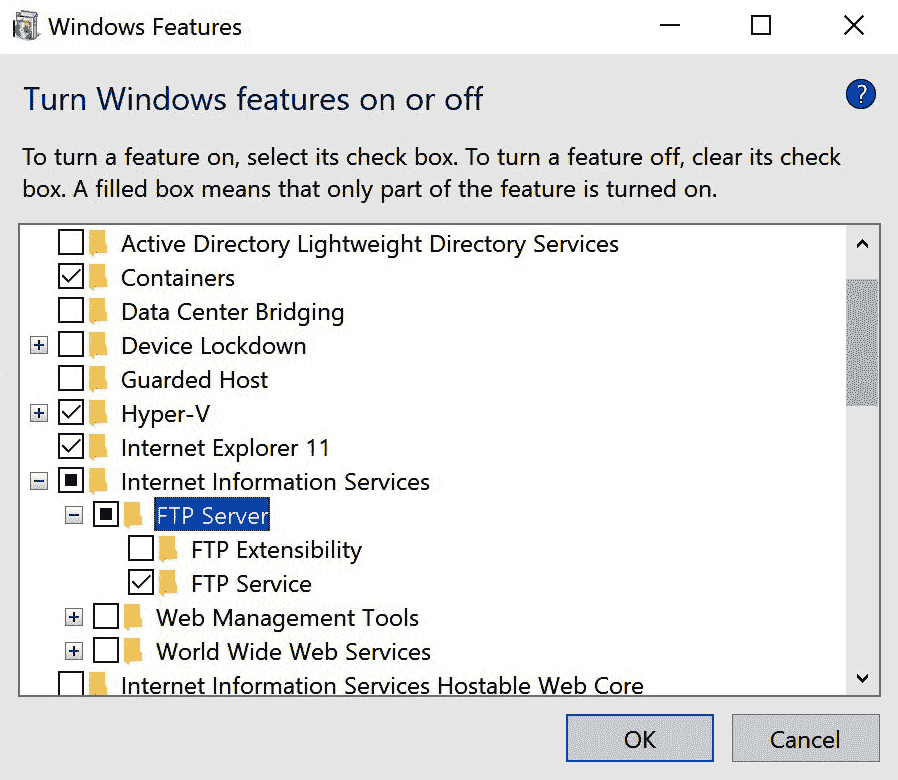 Windows Features
Turn Windows features on or off
?
To turn a feature on, select its check box. To turn a feature off, clear its check
box. A filled box means that only part of the feature is turned on.
Active Directory Lightweight Directory Services
Containers
Data Center Bridging
Device Lockdown
Guarded Host
Hyper-V
Internet Explorer 11
Internet Information Services
FTP Server
FTP Extensibility
FTP Service
Web Management Tools
World Wide Web Services
Internet Information Services Hostable Web Core
OK
Cancel